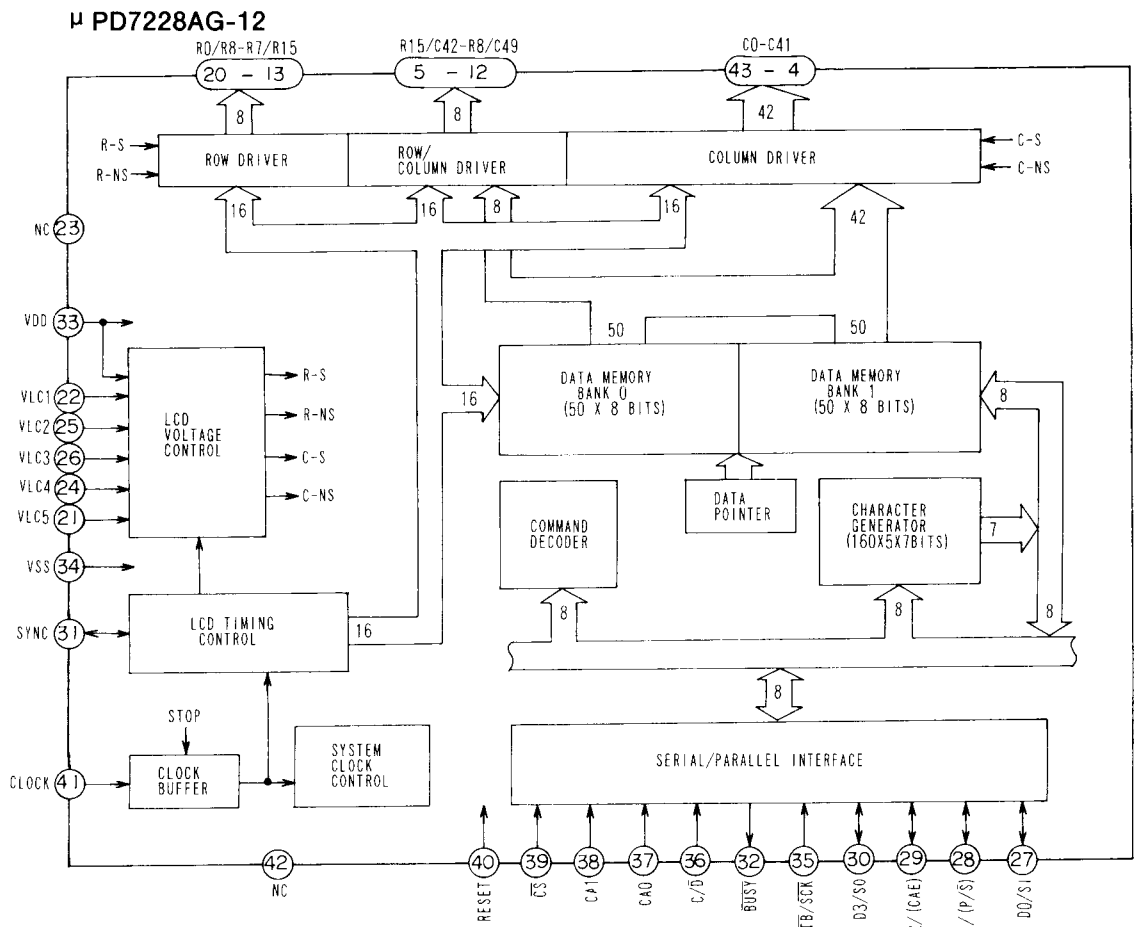 μPD7228AG-12
R0/R8-R7/R15 R15/C42-R8/C49 C0-C41
20 - 13 5 - 12 43 - 4
8 8 42
R-S ROW DRIVER ROW/ COLUMN DRIVER COLUMN DRIVER C-S
R-NS C-NS
16 16 8 16 42
NC 23
VDD 33
50 50
VLC1 22
VLC2 25
VLC3 26
VLC4 24
VLC5 21
LCD
VOLTAGE
CONTROL
R-S
R-NS
C-S
C-NS
16
DATA MEMORY
BANK 0
(50 X 8 BITS)
DATA MEMORY
BANK 1
(50 X 8 BITS)
8
DATA
POINTER
COMMAND
DECODER
CHARACTER
GENERATOR
(160X5X7BITS)
7
VSS 34
SYNC 31
LCD TIMING
CONTROL
16
8 8 8
8
STOP
CLOCK 41
CLOCK
BUFFER
SYSTEM
CLOCK
CONTROL
SERIAL/PARALLEL INTERFACE
42 40 39 38 37 36 32 35 30 29 28 27
NC
RESET
C̅S̅
CA1
CA0
C/D̅
B̅U̅S̅Y̅
T̅B̅/S̅C̅K̅
D3/SO
/(CAE)
/(P/S̅)
D0/SI